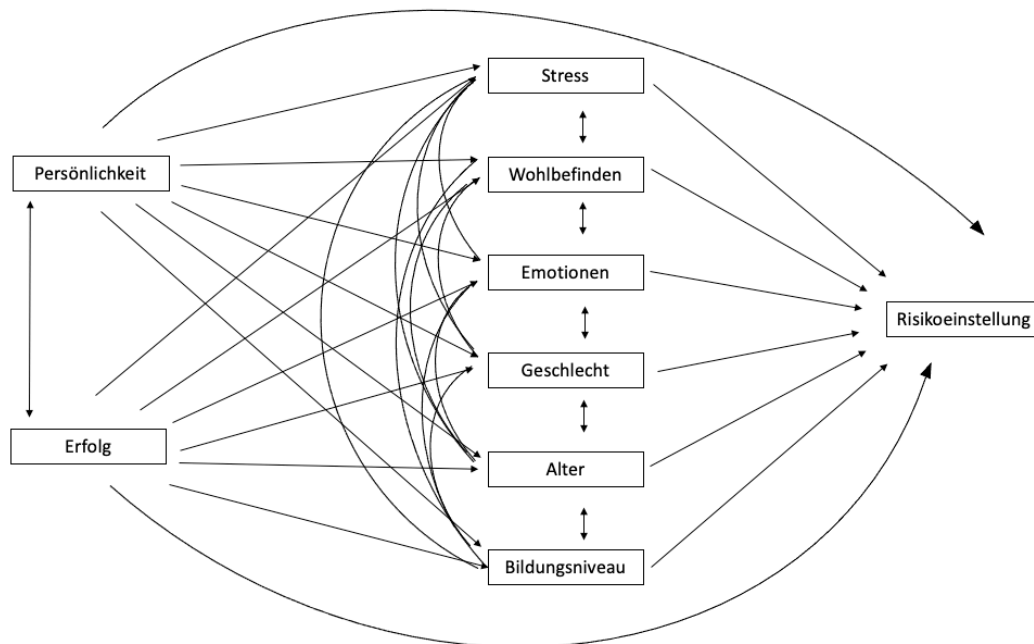 Stress
Persönlichkeit
Wohlbefinden
Emotionen
Risikoeinstellung
Geschlecht
Erfolg
Alter
Bildungsniveau